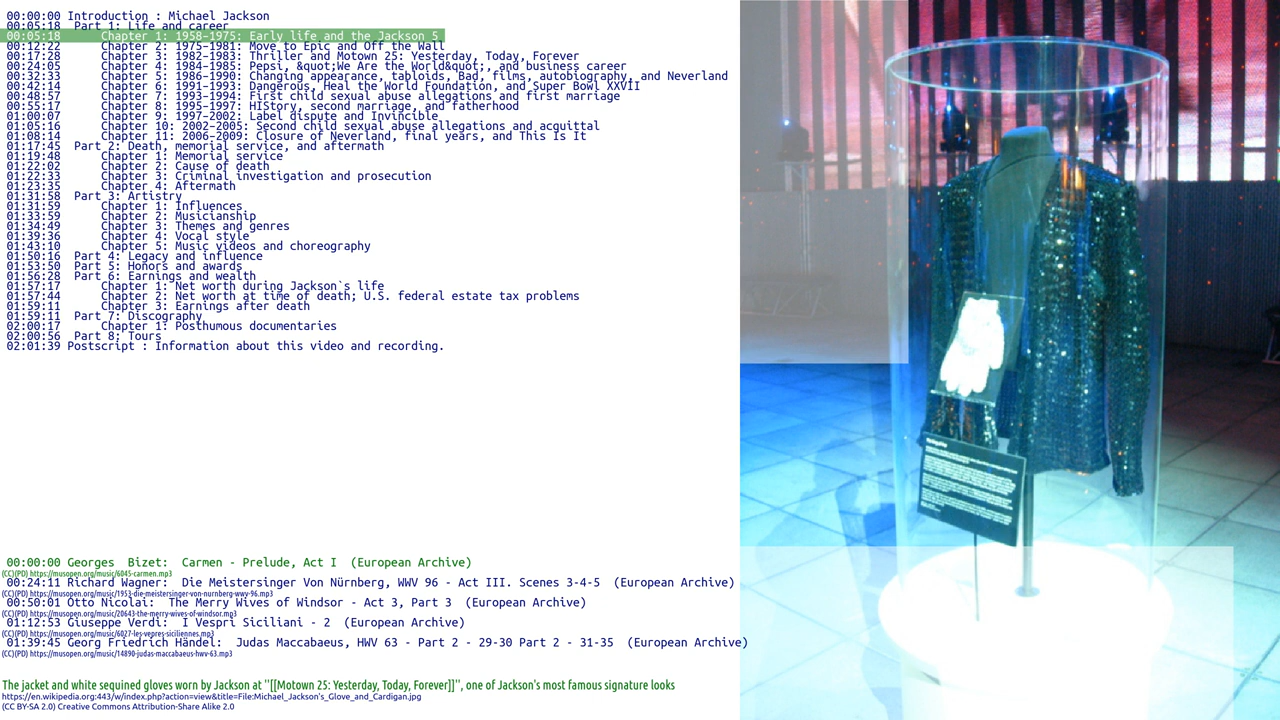 00:00:00 Introduction : Michael Jackson
00:05:18 Part 1: Life and career
00:05:18 Chapter 1: 1958–1975: Early life and the Jackson 5
00:12:22 Chapter 2: 1975–1981: Move to Epic and Off the Wall
00:17:28 Chapter 3: 1982–1983: Thriller and Motown 25: Yesterday, Today, Forever
00:24:05 Chapter 4: 1984–1985: Pepsi, &quot;We Are the World&quot;, and business career
00:32:33 Chapter 5: 1986–1990: Changing appearance, tabloids, Bad, films, autobiography, and Neverland
00:42:14 Chapter 6: 1991–1993: Dangerous, Heal the World Foundation, and Super Bowl XXVII
00:48:57 Chapter 7: 1993–1994: First child sexual abuse allegations and first marriage
00:55:17 Chapter 8: 1995–1997: HIStory, second marriage, and fatherhood
01:00:07 Chapter 9: 1997–2002: Label dispute and Invincible
01:05:16 Chapter 10: 2002–2005: Second child sexual abuse allegations and acquittal
01:08:14 Chapter 11: 2006–2009: Closure of Neverland, final years, and This Is It
01:17:45 Part 2: Death, memorial service, and aftermath
01:19:48 Chapter 1: Memorial service
01:22:02 Chapter 2: Cause of death
01:22:33 Chapter 3: Criminal investigation and prosecution
01:23:35 Chapter 4: Aftermath
01:31:58 Part 3: Artistry
01:31:59 Chapter 1: Influences
01:33:59 Chapter 2: Musicianship
01:34:49 Chapter 3: Themes and genres
01:39:36 Chapter 4: Vocal style
01:43:10 Chapter 5: Music videos and choreography
01:50:16 Part 4: Legacy and influence
01:53:50 Part 5: Honors and awards
01:56:28 Part 6: Earnings and wealth
01:57:17 Chapter 1: Net worth during Jackson`s life
01:57:44 Chapter 2: Net worth at time of death; U.S. federal estate tax problems
01:59:11 Chapter 3: Earnings after death
01:59:11 Part 7: Discography
02:00:17 Chapter 1: Posthumous documentaries
02:00:56 Part 8: Tours
02:01:39 Postscript : Information about this video and recording.
00:00:00 Georges Bizet: Carmen - Prelude, Act I (European Archive)
(CC)(PD) https://musopen.org/music/6045-carmen.mp3
00:24:11 Richard Wagner: Die Meistersinger Von Nürnberg, WWV 96 - Act III. Scenes 3-4-5 (European Archive)
(CC)(PD) https://musopen.org/music/1953-die-meistersinger-von-nurnberg-wwv-96.mp3
00:50:01 Otto Nicolai: The Merry Wives of Windsor - Act 3, Part 3 (European Archive)
(CC)(PD) https://musopen.org/music/20643-the-merry-wives-of-windsor.mp3
01:12:53 Giuseppe Verdi: I Vespri Siciliani - 2 (European Archive)
(CC)(PD) https://musopen.org/music/6027-les-vepres-siciliennes.mp3
01:39:45 Georg Friedrich Händel: Judas Maccabaeus, HWV 63 - Part 2 - 29-30 Part 2 - 31-35 (European Archive)
(CC)(PD) https://musopen.org/music/14890-judas-maccabaeus-hwv-63.mp3
The jacket and white sequined gloves worn by Jackson at "[[Motown 25: Yesterday, Today, Forever]]", one of Jackson's most famous signature looks
https://en.wikipedia.org:443/w/index.php?action=view&title=File:Michael_Jackson's_Glove_and_Cardigan.jpg
(CC BY-SA 2.0) Creative Commons Attribution-Share Alike 2.0